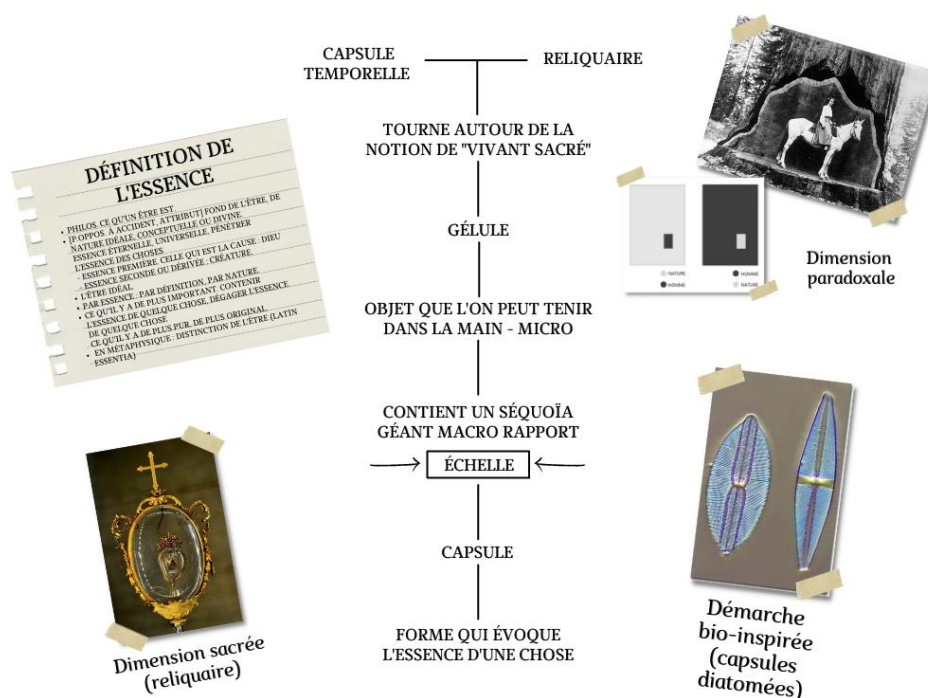 CAPSULE
TEMPORELLE
RELIQUAIRE
TOURNE AUTOUR DE LA
NOTION DE "VIVANT SACRÉ"
GÉLULE
OBJET QUE L'ON PEUT TENIR
DANS LA MAIN - MICRO
CONTIENT UN SÉQUOÏA
GÉANT MACRO RAPPORT
ÉCHELLE
CAPSULE
FORME QUI ÉVOQUE
L'ESSENCE D'UNE CHOSE
DÉFINITION DE
L'ESSENCE
• PHILOS. CE QU'UN ÊTRE EST
• [P. OPPOS. À ACCIDENT, ATTRIBUT] FOND DE L'ÊTRE, DE
NATURE IDÉALE, CONCEPTUELLE OU DIVINE.
ESSENCE ÉTERNELLE, UNIVERSELLE, PÉNÉTRER
L'ESSENCE DES CHOSES
- ESSENCE PREMIÈRE. CELLE QUI EST LA CAUSE : DIEU
- ESSENCE SECONDE OU DÉRIVÉE : CRÉATURE.
• L'ÊTRE IDÉAL
• PAR ESSENCE : PAR DÉFINITION, PAR NATURE
• CE QU'IL Y A DE PLUS IMPORTANT. CONTENIR
L'ESSENCE DE QUELQUE CHOSE, DÉGAGER L'ESSENCE
DE QUELQUE CHOSE
CE QU'IL Y A DE PLUS PUR, DE PLUS ORIGINAL
• EN MÉTAPHYSIQUE : DISTINCTION DE L'ÊTRE (LATIN
ESSENTIA)
Dimension sacrée
(reliquaire)
NATURE
HOMME
HOMME
NATURE
Dimension
paradoxale
Démarche
bio-inspirée
(capsules
diatomées)